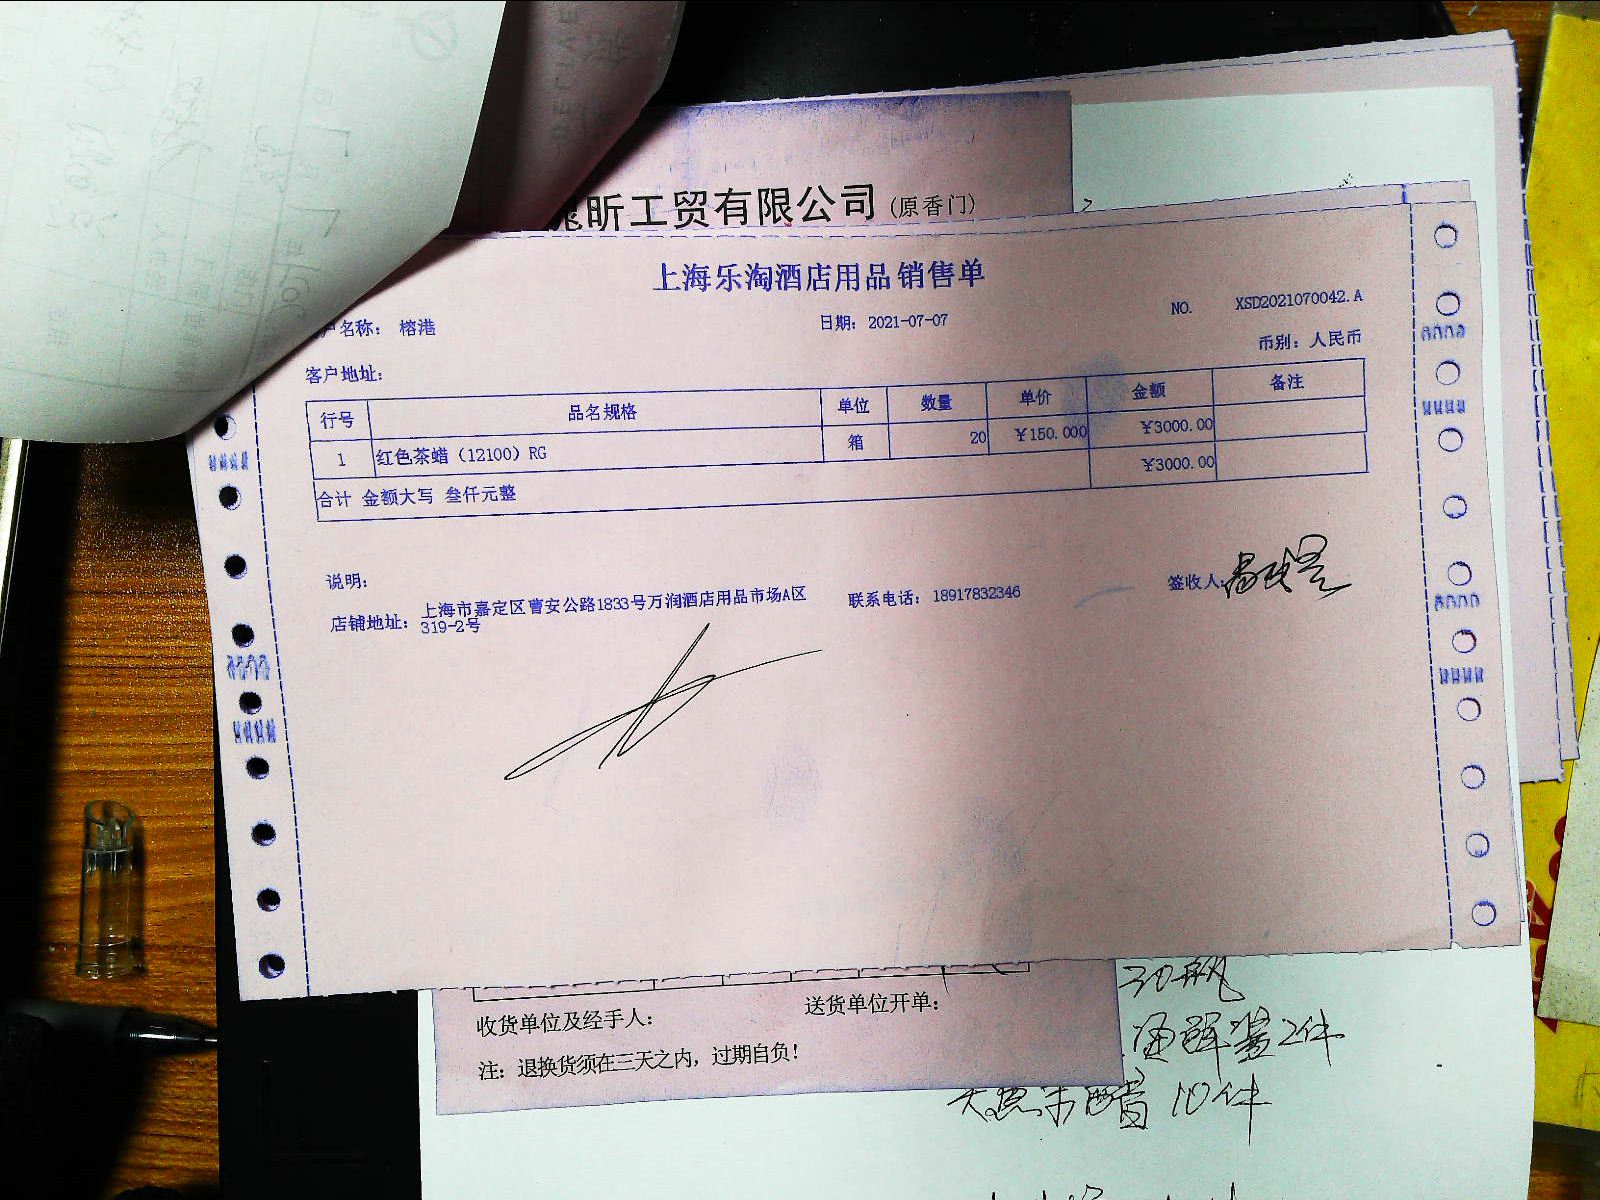 昕工贸有限公司 (原香门)
上海乐淘酒店用品销售单
户名称： 榕港
日期： 2021-07-07
NO. XSD2021070042.A
币别：人民币
客户地址：
行号 品名规格 单位 数量 单价 金额 备注
1 红色茶蜡（12100）RG 箱 20 ￥150.000 ￥3000.00
合计 金额大写 叁仟元整 ￥3000.00
说明：
店铺地址： 上海市嘉定区曹安公路1833号万润酒店用品市场A区
319-2号
联系电话：18917832346
签收人：
收货单位及经手人：
送货单位开单：
注：退换货须在三天之内，过期自负！
10件